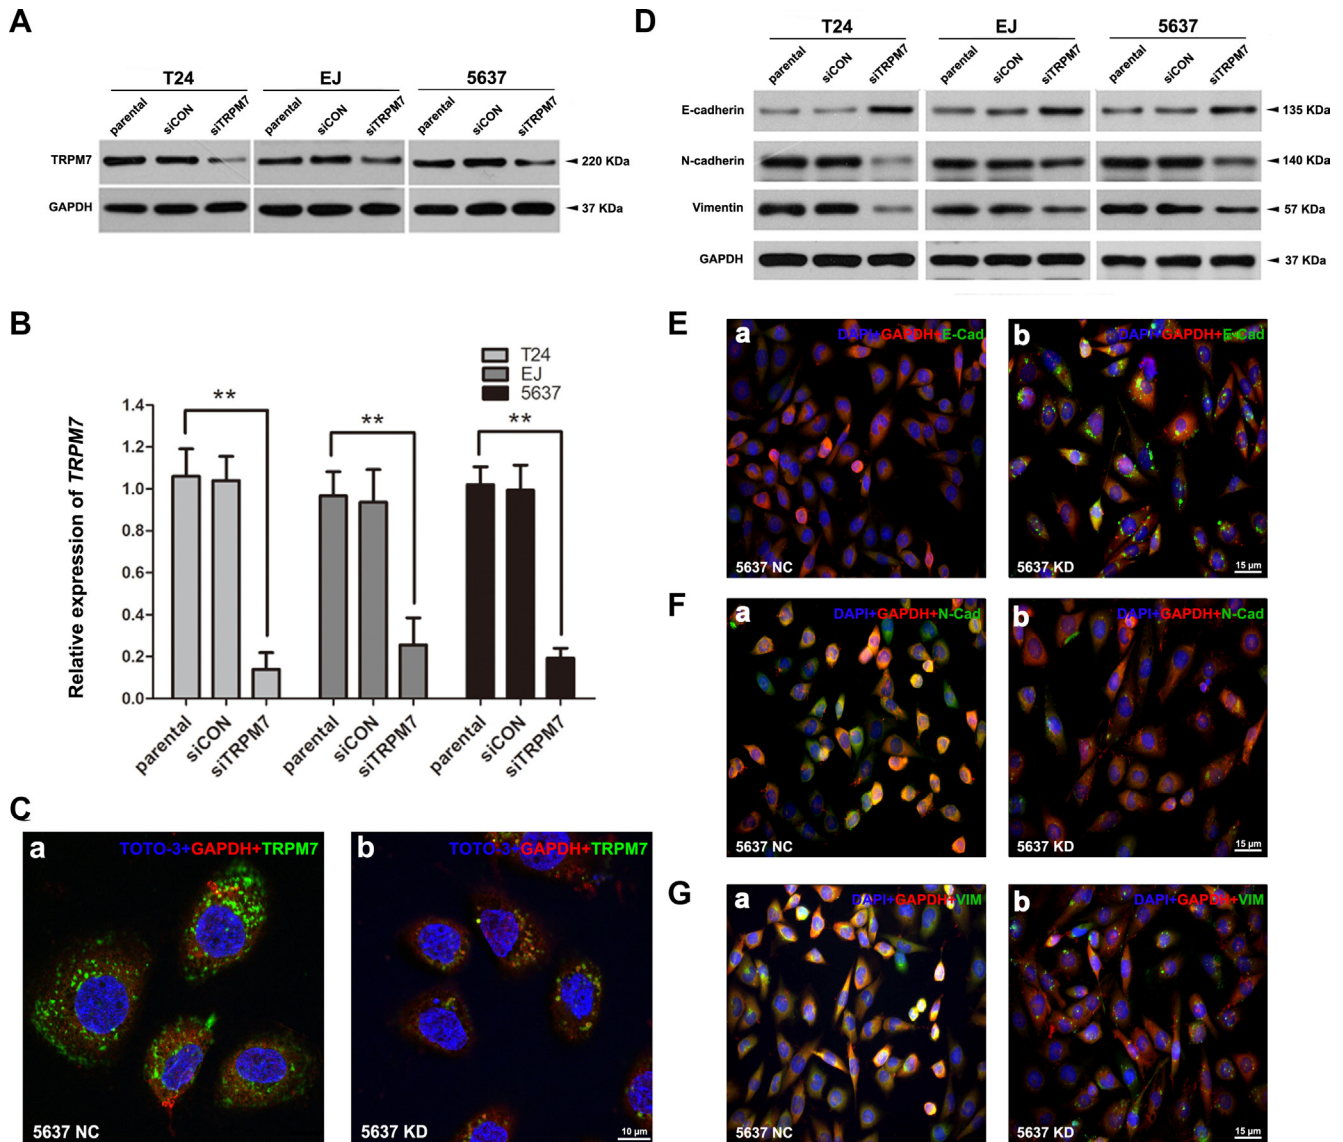 A
T24 EJ 5637
parental siCON siTRPM7 parental siCON siTRPM7 parental siCON siTRPM7
TRPM7 220 KDa
GAPDH 37 KDa
B
T24
EJ
5637
Relative expression of TRPM7
1.4
1.2
1.0
0.8
0.6
0.4
0.2
0.0
** ** **
parental siCON siTRPM7 parental siCON siTRPM7 parental siCON siTRPM7
C
a TOTO-3+GAPDH+TRPM7
5637 NC
b TOTO-3+GAPDH+TRPM7
5637 KD 10 μm
D
T24 EJ 5637
parental siCON siTRPM7 parental siCON siTRPM7 parental siCON siTRPM7
E-cadherin 135 KDa
N-cadherin 140 KDa
Vimentin 57 KDa
GAPDH 37 KDa
E
a DAPI+GAPDH+E-Cad
5637 NC
b DAPI+GAPDH+E-Cad
5637 KD 15 μm
F
a DAPI+GAPDH+N-Cad
5637 NC
b DAPI+GAPDH+N-Cad
5637 KD 15 μm
G
a DAPI+GAPDH+VIM
5637 NC
b DAPI+GAPDH+VIM
5637 KD 15 μm